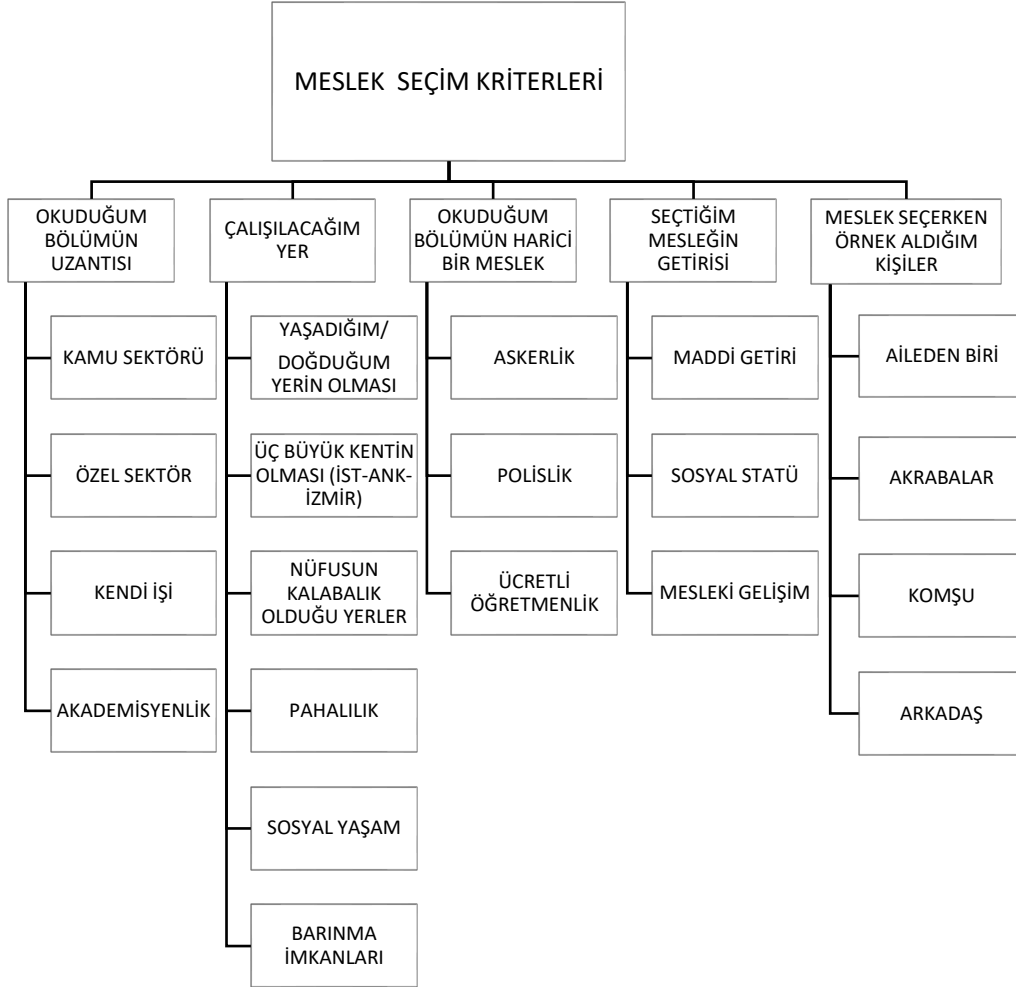 MESLEK SEÇİM KRİTERLERİ
OKUDUĞUM
BÖLÜMÜN
UZANTISI
KAMU SEKTÖRÜ
ÖZEL SEKTÖR
KENDİ İŞİ
AKADEMİSYENLİK
ÇALIŞILACAĞIM
YER
YAŞADIĞIM/
DOĞDUĞUM
YERİN OLMASI
ÜÇ BÜYÜK KENTİN
OLMASI (İST-ANK-
İZMİR)
NÜFUSUN
KALABALIK
OLDUĞU YERLER
PAHALILIK
SOSYAL YAŞAM
BARINMA
İMKANLARI
OKUDUĞUM
BÖLÜMÜN HARİCİ
BİR MESLEK
ASKERLİK
POLİSLİK
ÜCRETLİ
ÖĞRETMENLİK
SEÇTİĞİM
MESLEĞİN
GETİRİSİ
MADDİ GETİRİ
SOSYAL STATÜ
MESLEKİ GELİŞİM
MESLEK SEÇERKEN
ÖRNEK ALDIĞIM
KİŞİLER
AİLEDEN BİRİ
AKRABALAR
KOMŞU
ARKADAŞ